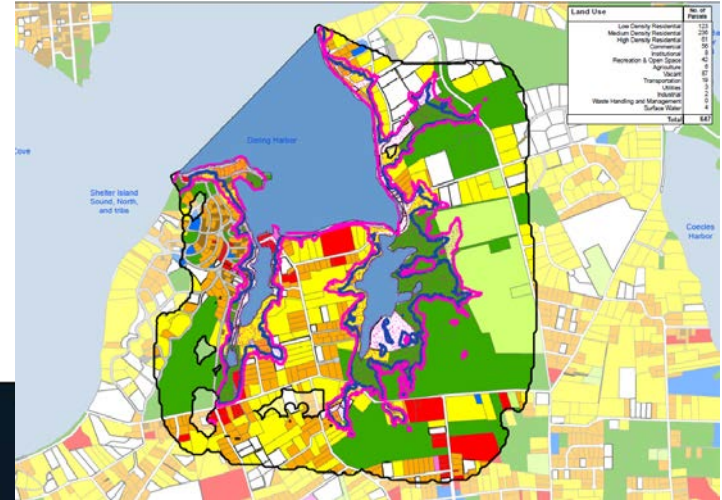 Land Use No. of
Parcels
Low Density Residential 123
Medium Density Residential 236
High Density Residential 61
Commercial 56
Institutional 8
Recreation & Open Space 42
Agriculture 6
Vacant 87
Transportation 19
Utilities 3
Industrial 2
Waste Handling and Management 0
Surface Water 4
Total 647
Dering Harbor
Cove
Shelter Island
Sound, North,
and tribs
Coecles
Harbor